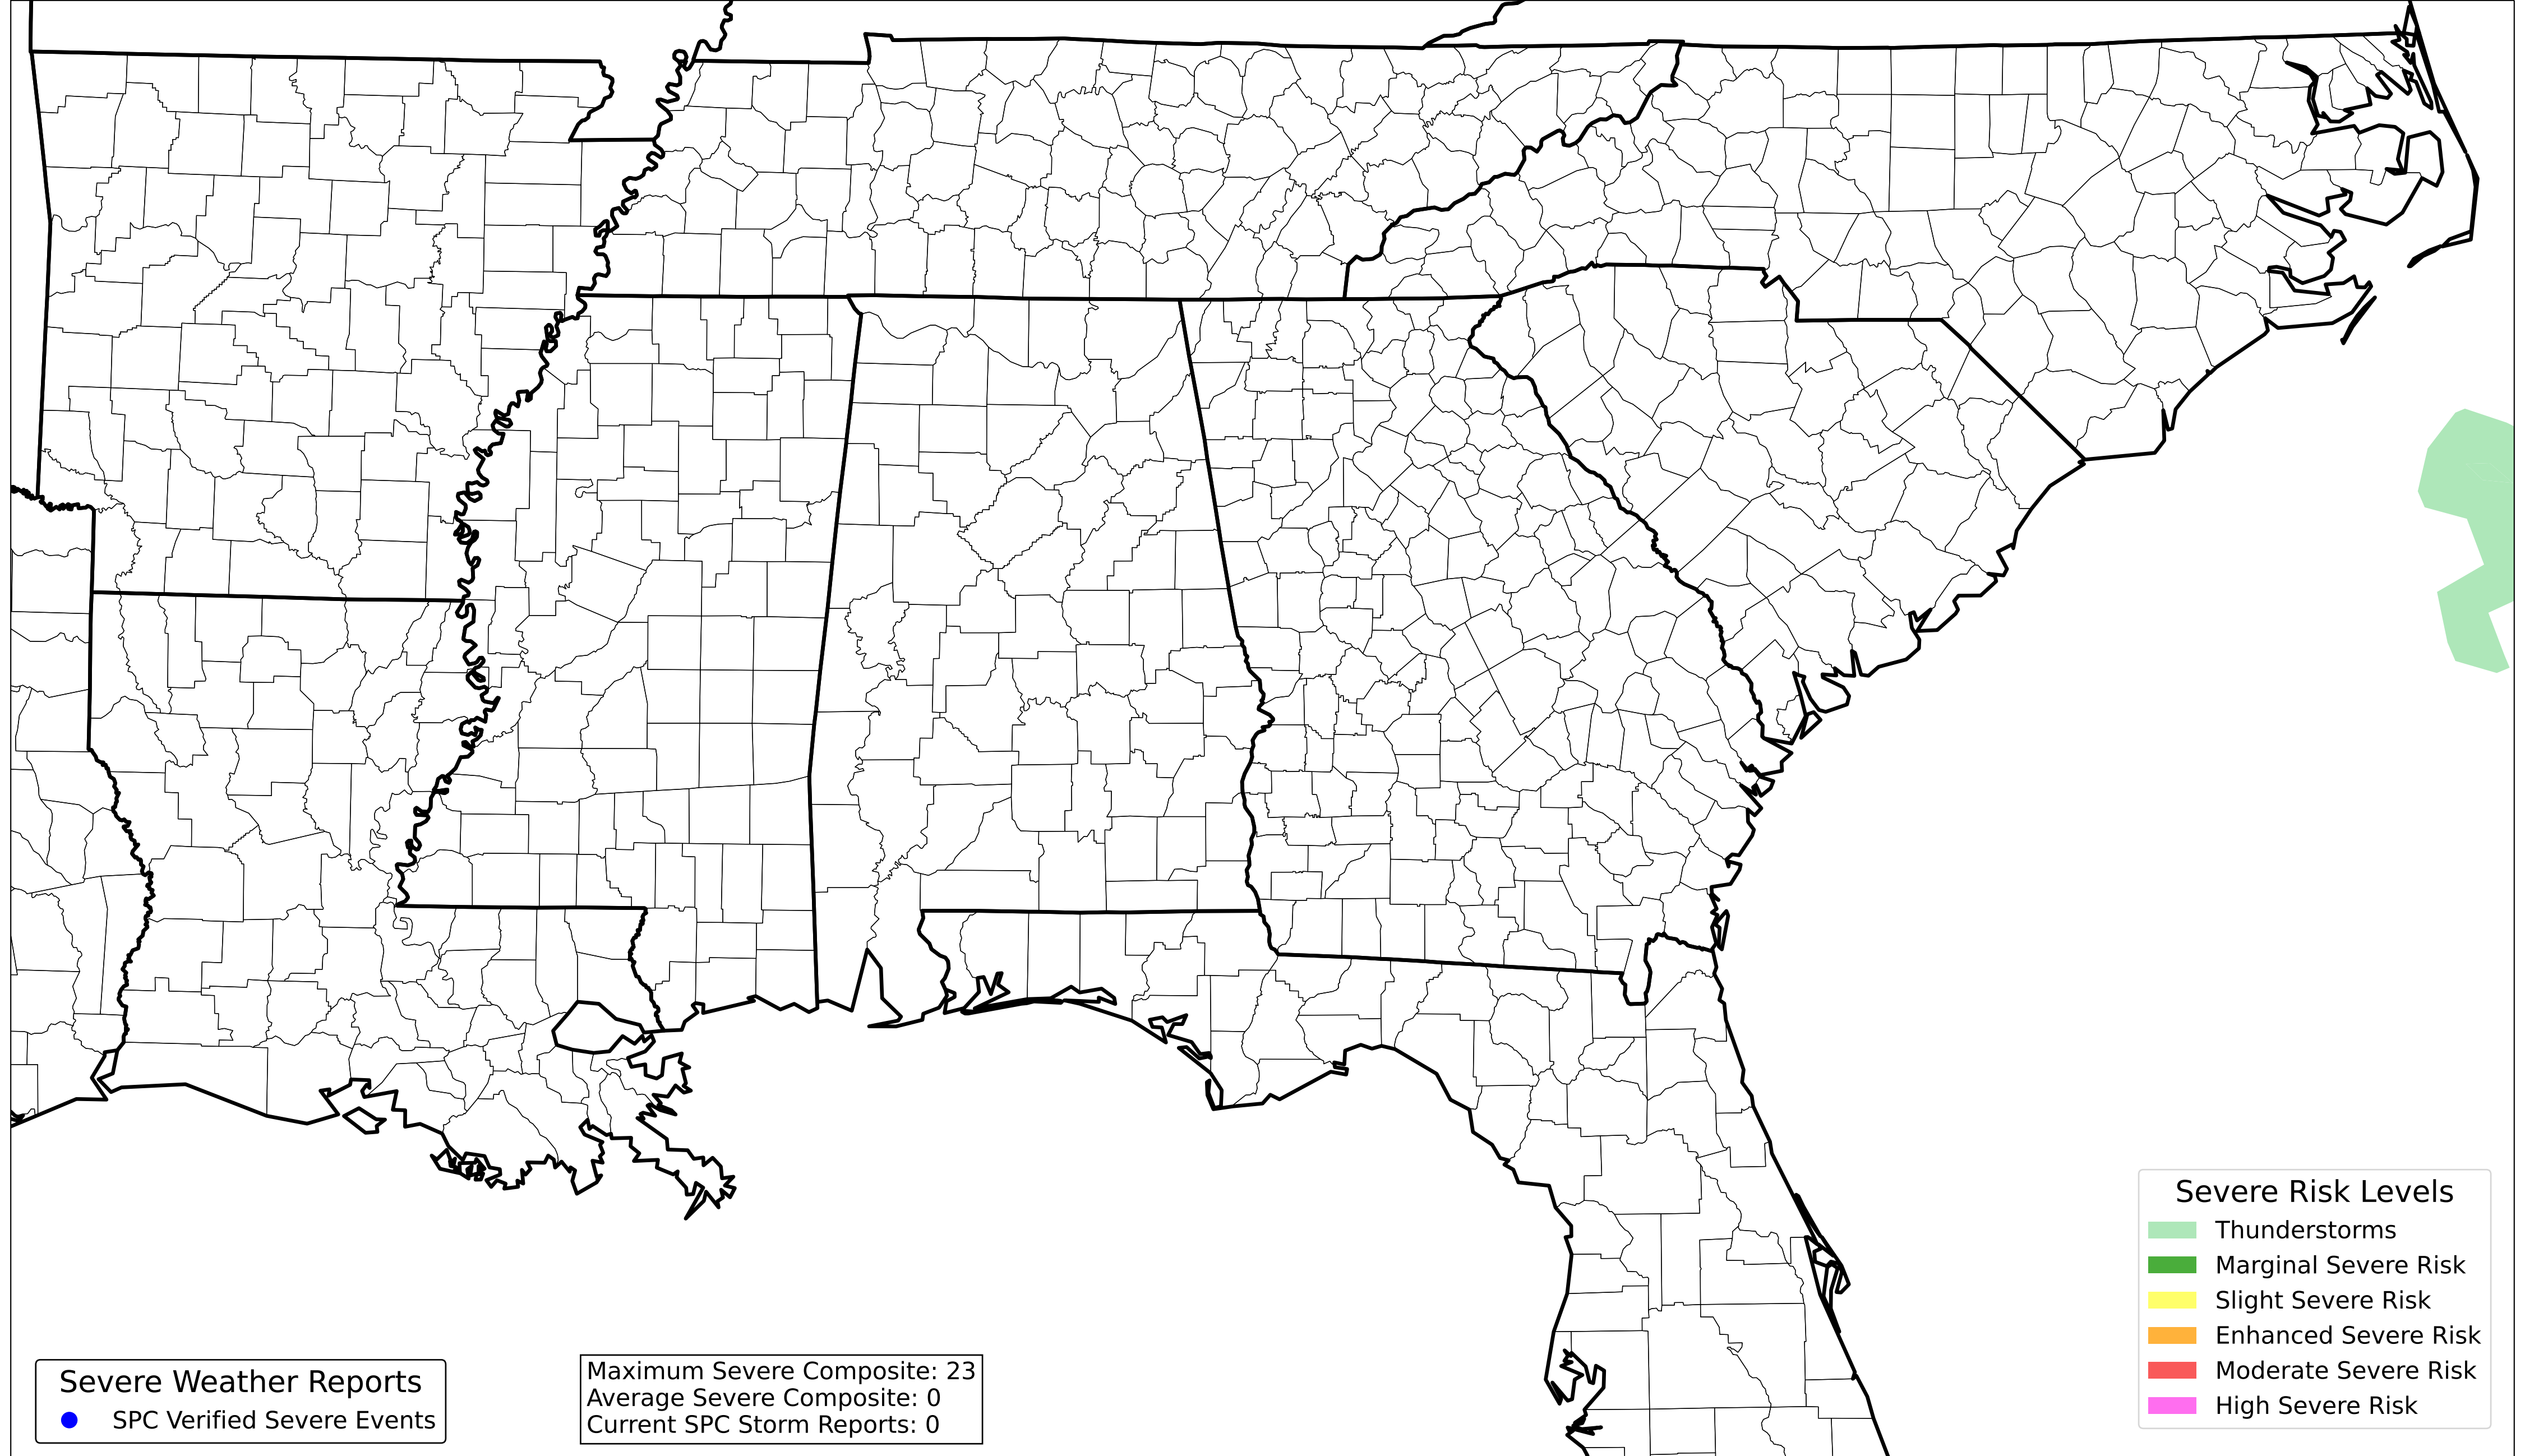 Severe Risk Levels
Thunderstorms
Marginal Severe Risk
Slight Severe Risk
Enhanced Severe Risk
Moderate Severe Risk
High Severe Risk
Severe Weather Reports
SPC Verified Severe Events
Maximum Severe Composite: 23
Average Severe Composite: 0
Current SPC Storm Reports: 0